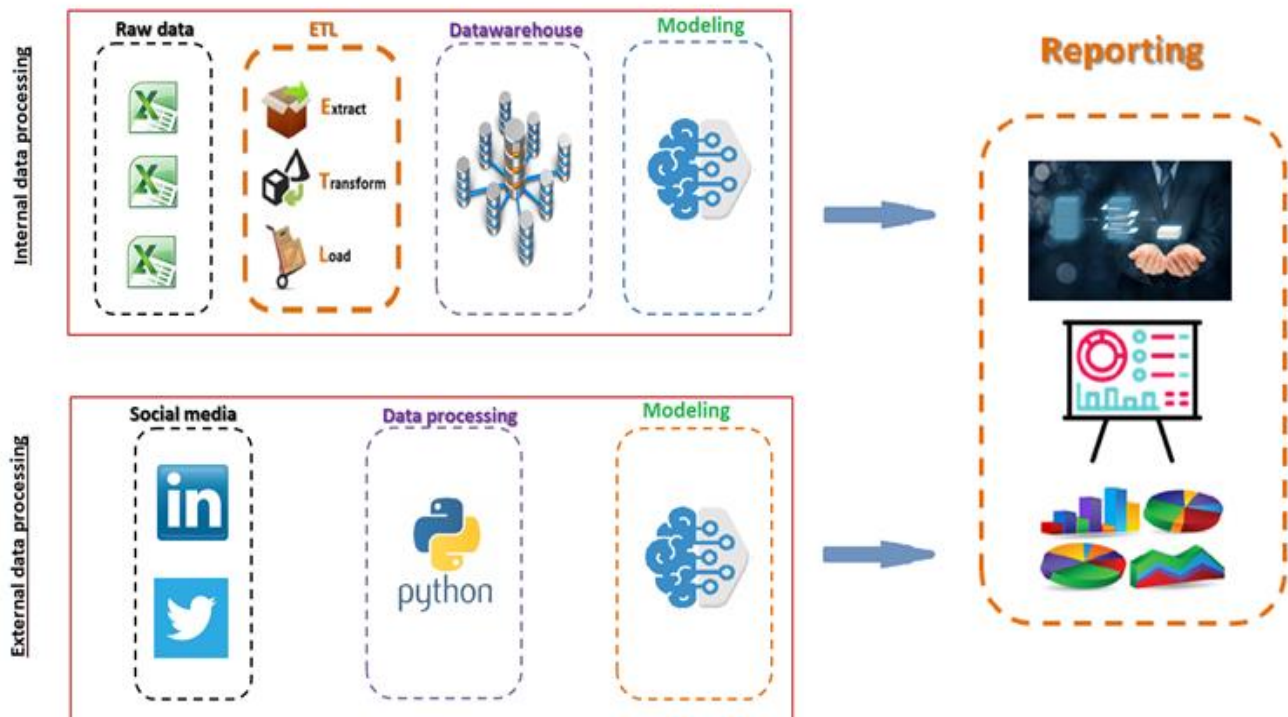 Internal data processing
Raw data
ETL
Extract
Transform
Load
Datawarehouse
Modeling
Reporting
External data processing
Social media
in
Data processing
python
Modeling